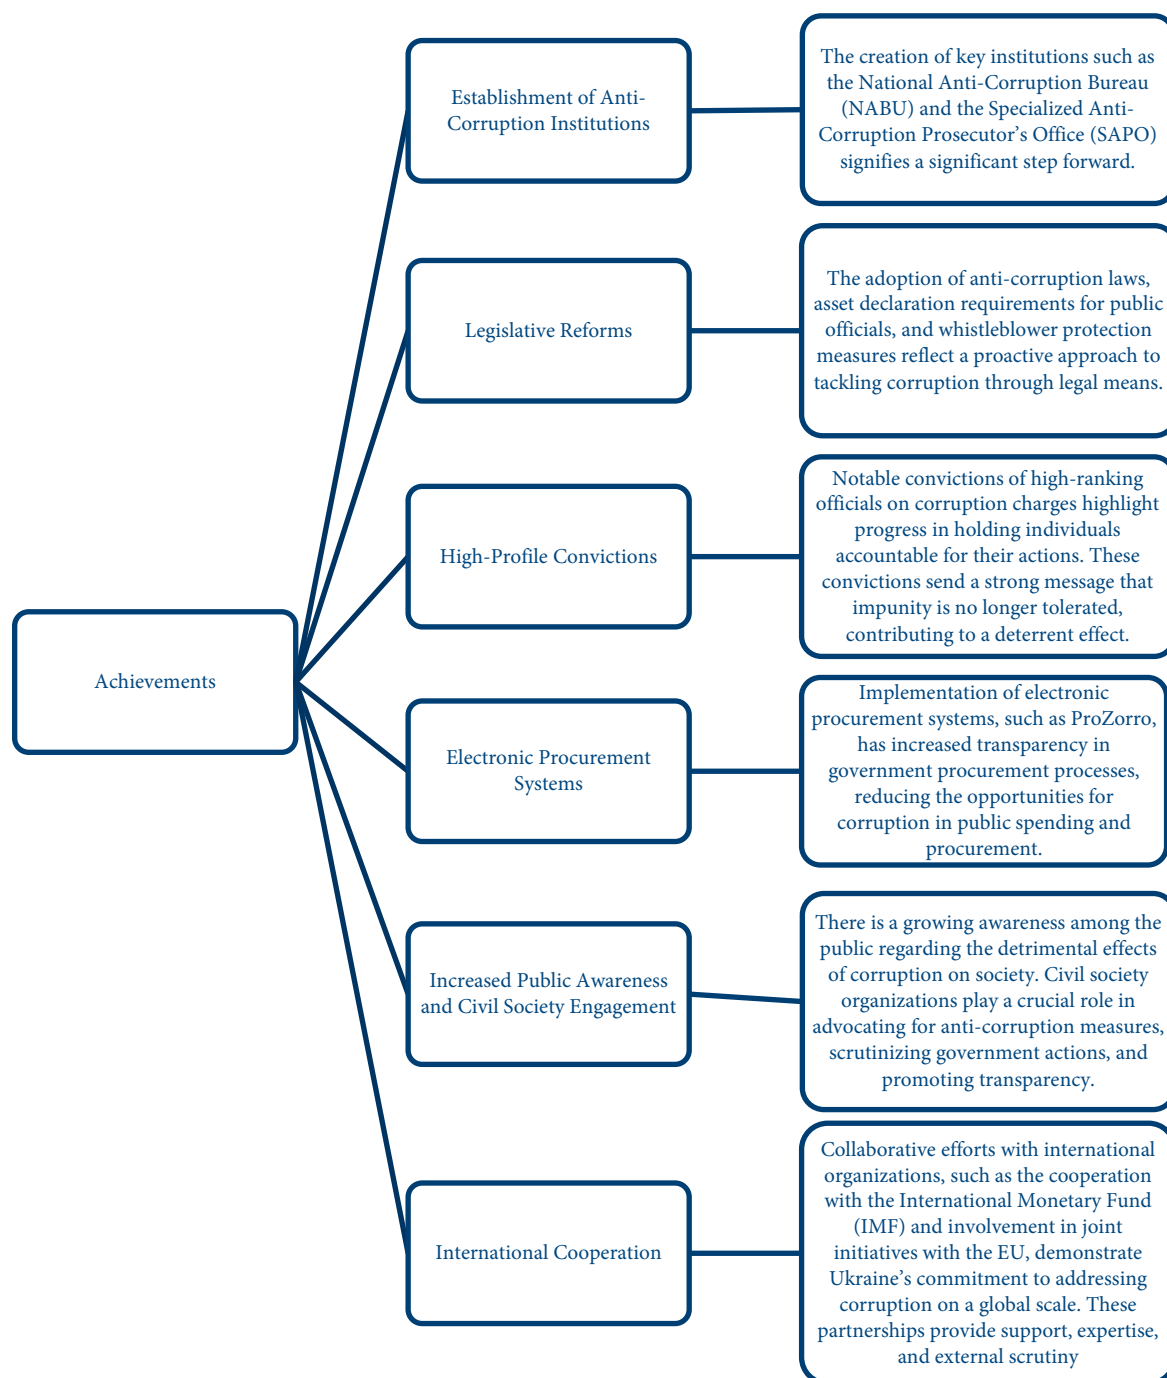 Achievements
Establishment of Anti-
Corruption Institutions
The creation of key institutions such as
the National Anti-Corruption Bureau
(NABU) and the Specialized Anti-
Corruption Prosecutor’s Office (SAPO)
signifies a significant step forward.
Legislative Reforms
The adoption of anti-corruption laws,
asset declaration requirements for public
officials, and whistleblower protection
measures reflect a proactive approach to
tackling corruption through legal means.
High-Profile Convictions
Notable convictions of high-ranking
officials on corruption charges highlight
progress in holding individuals
accountable for their actions. These
convictions send a strong message that
impunity is no longer tolerated,
contributing to a deterrent effect.
Electronic Procurement
Systems
Implementation of electronic
procurement systems, such as ProZorro,
has increased transparency in
government procurement processes,
reducing the opportunities for
corruption in public spending and
procurement.
Increased Public Awareness
and Civil Society Engagement
There is a growing awareness among the
public regarding the detrimental effects
of corruption on society. Civil society
organizations play a crucial role in
advocating for anti-corruption measures,
scrutinizing government actions, and
promoting transparency.
International Cooperation
Collaborative efforts with international
organizations, such as the cooperation
with the International Monetary Fund
(IMF) and involvement in joint
initiatives with the EU, demonstrate
Ukraine’s commitment to addressing
corruption on a global scale. These
partnerships provide support, expertise,
and external scrutiny